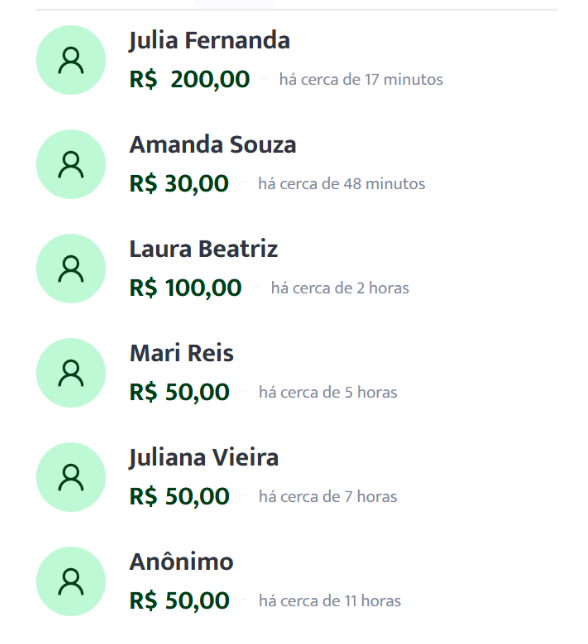 Julia Fernanda
R$ 200,00 há cerca de 17 minutos
Amanda Souza
R$ 30,00 há cerca de 48 minutos
Laura Beatriz
R$ 100,00 há cerca de 2 horas
Mari Reis
R$ 50,00 há cerca de 5 horas
Juliana Vieira
R$ 50,00 há cerca de 7 horas
Anônimo
R$ 50,00 há cerca de 11 horas